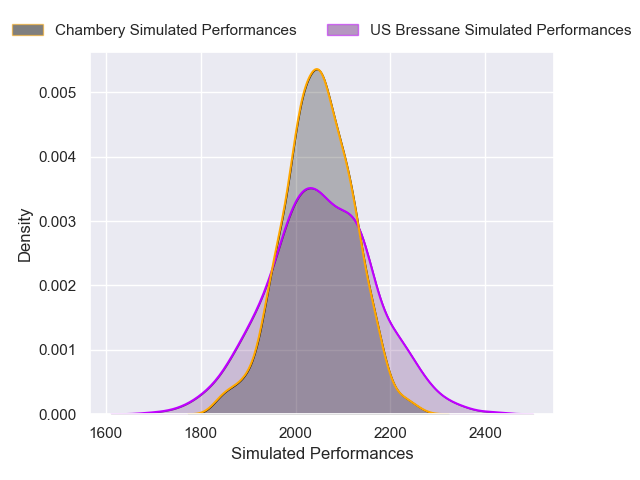 Chambery Simulated Performances US Bressane Simulated Performances
0.005
0.004
0.003
0.002
0.001
0.000
Density
1600 1800 2000 2200 2400
Simulated Performances